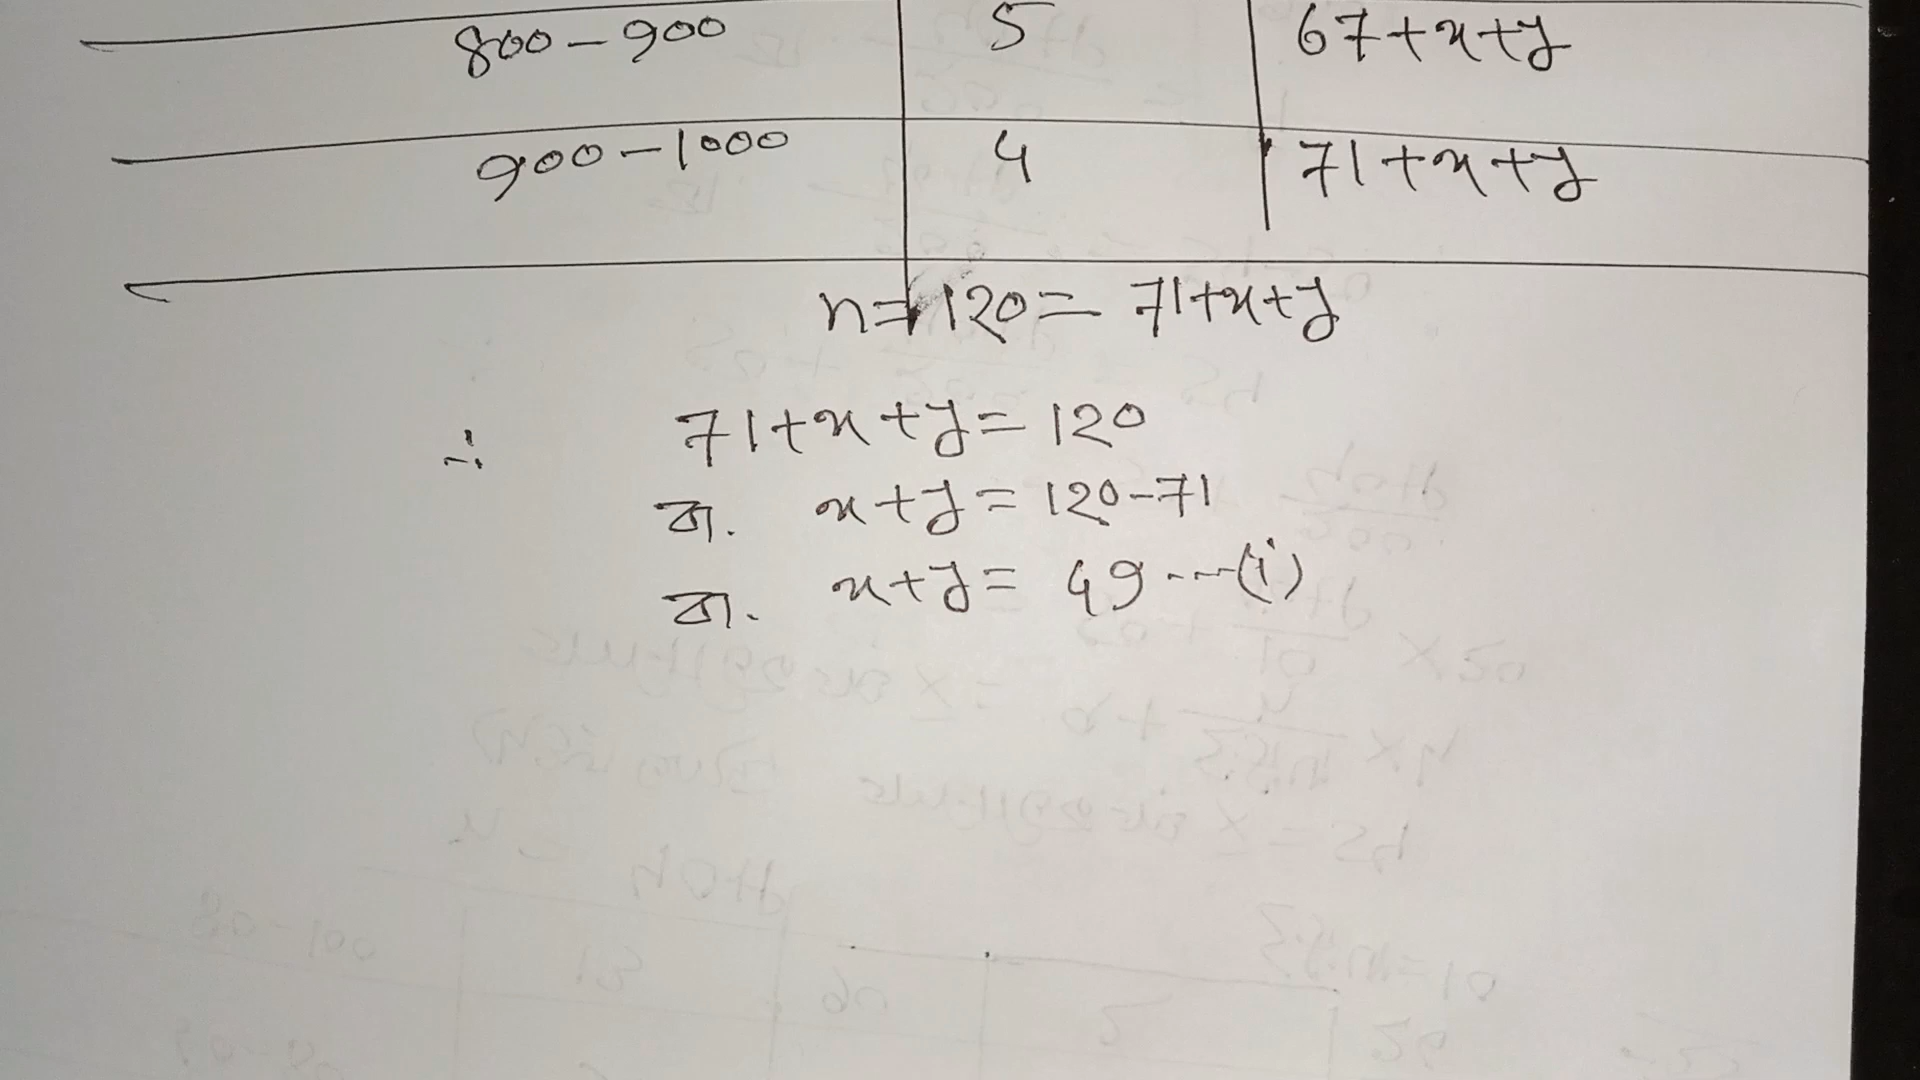 800-900 5 67+x+y
900-1000 4 71+x+y
n=120= 71+x+y
∴ 71+x+y= 120
বা. x+y= 120-71
বা. x+y= 49 ---(i)